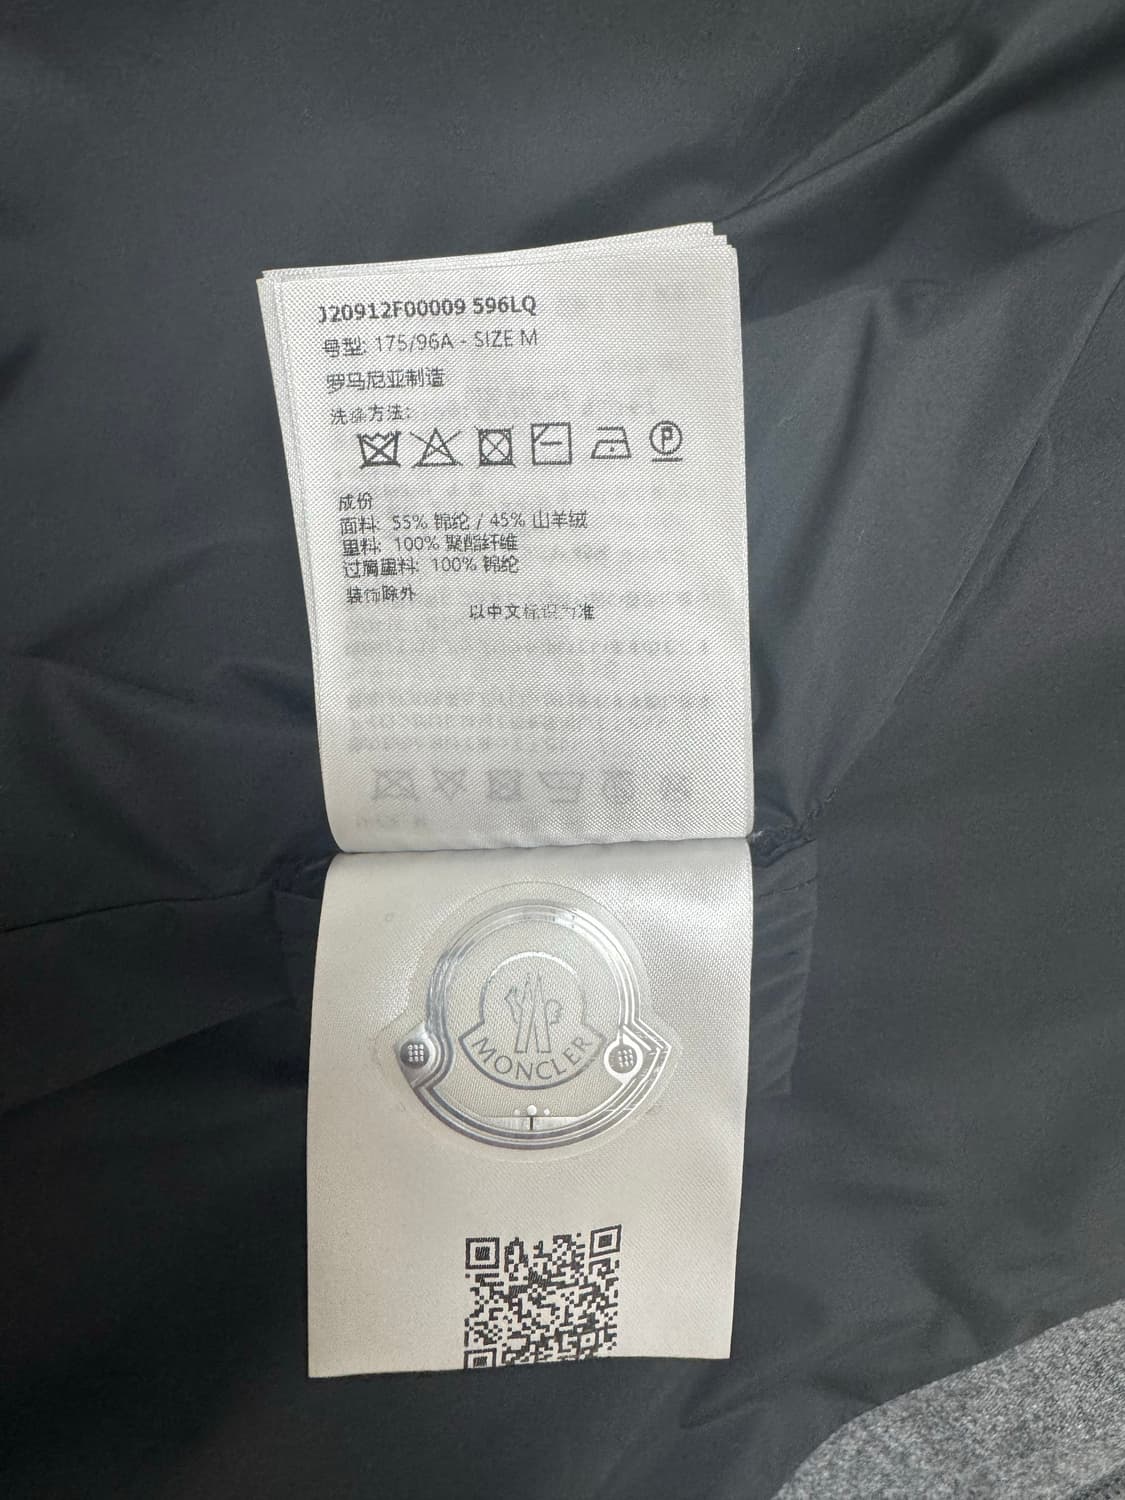 J20912F00009 596LQ
号型: 175/96A - SIZE M
罗马尼亚制造
洗涤方法:
P
成份
面料: 55% 锦纶 / 45% 山羊绒
里料: 100% 聚酯纤维
过腐里料: 100% 锦纶
装饰除外
以中文标识为准
MONCLER